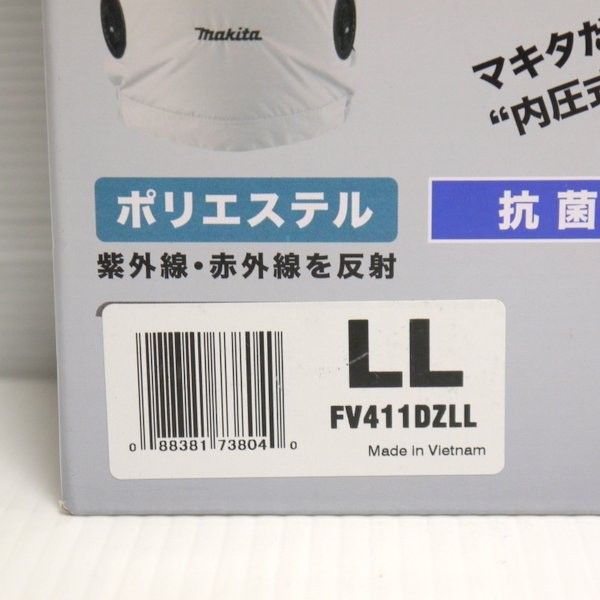 makita
マキタだ
“内圧式
ポリエステル
抗菌
紫外線・赤外線を反射
LL
FV411DZLL
0 88381 73804 0
Made in Vietnam